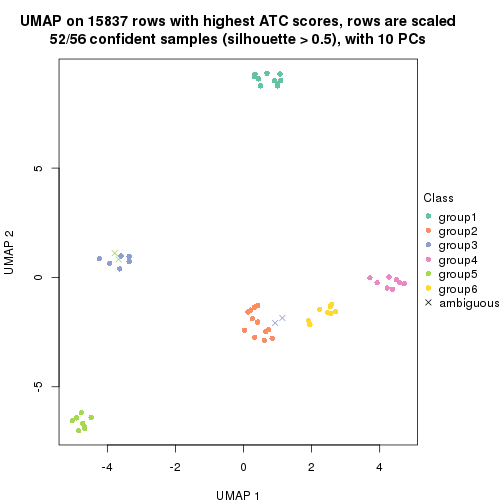 UMAP on 15837 rows with highest ATC scores, rows are scaled
52/56 confident samples (silhouette > 0.5), with 10 PCs
5
0
-5
UMAP 2
-4
-2
0
2
4
UMAP 1
Class
group1
group2
group3
group4
group5
group6
ambiguous